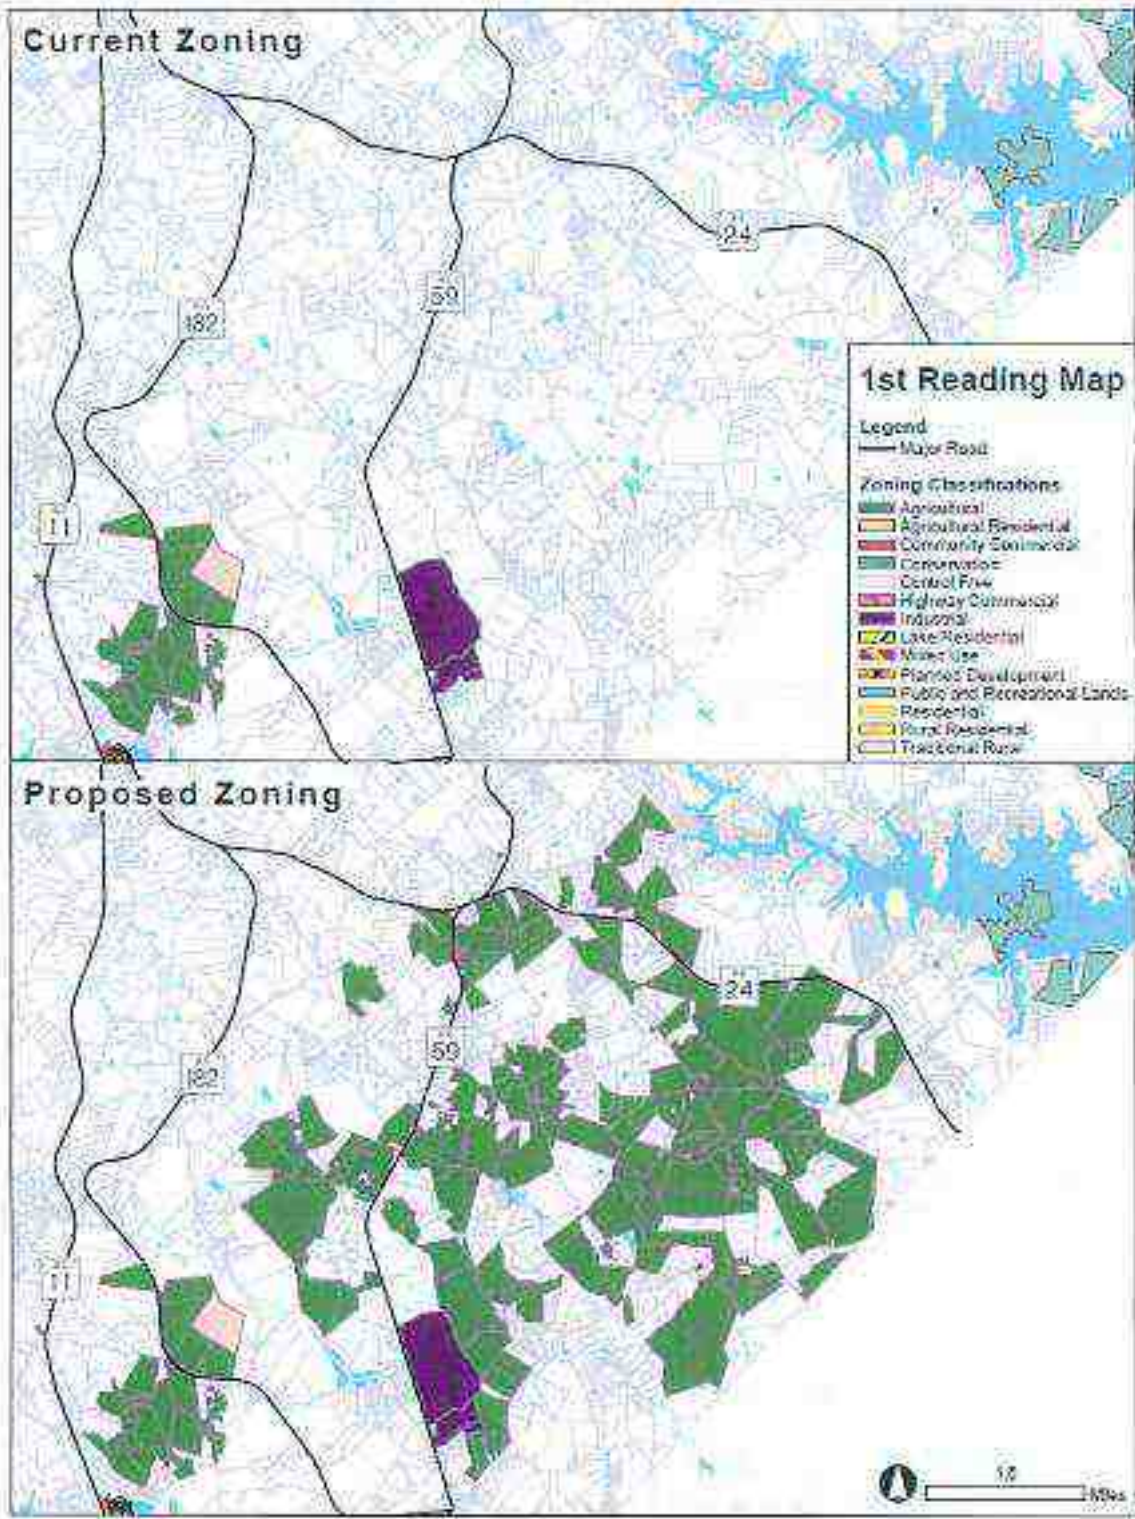 Current Zoning
24
59
182
11
1st Reading Map
Legend
Major Road
Zoning Classifications
Agricultural
Agricultural Residential
Community Commercial
Conservation
Control Free
Highway Commercial
Industrial
Lake Residential
Mixed Use
Planned Development
Public and Recreational Lands
Residential
Rural Residential
Traditional Rural
Proposed Zoning
24
59
182
11
Miles